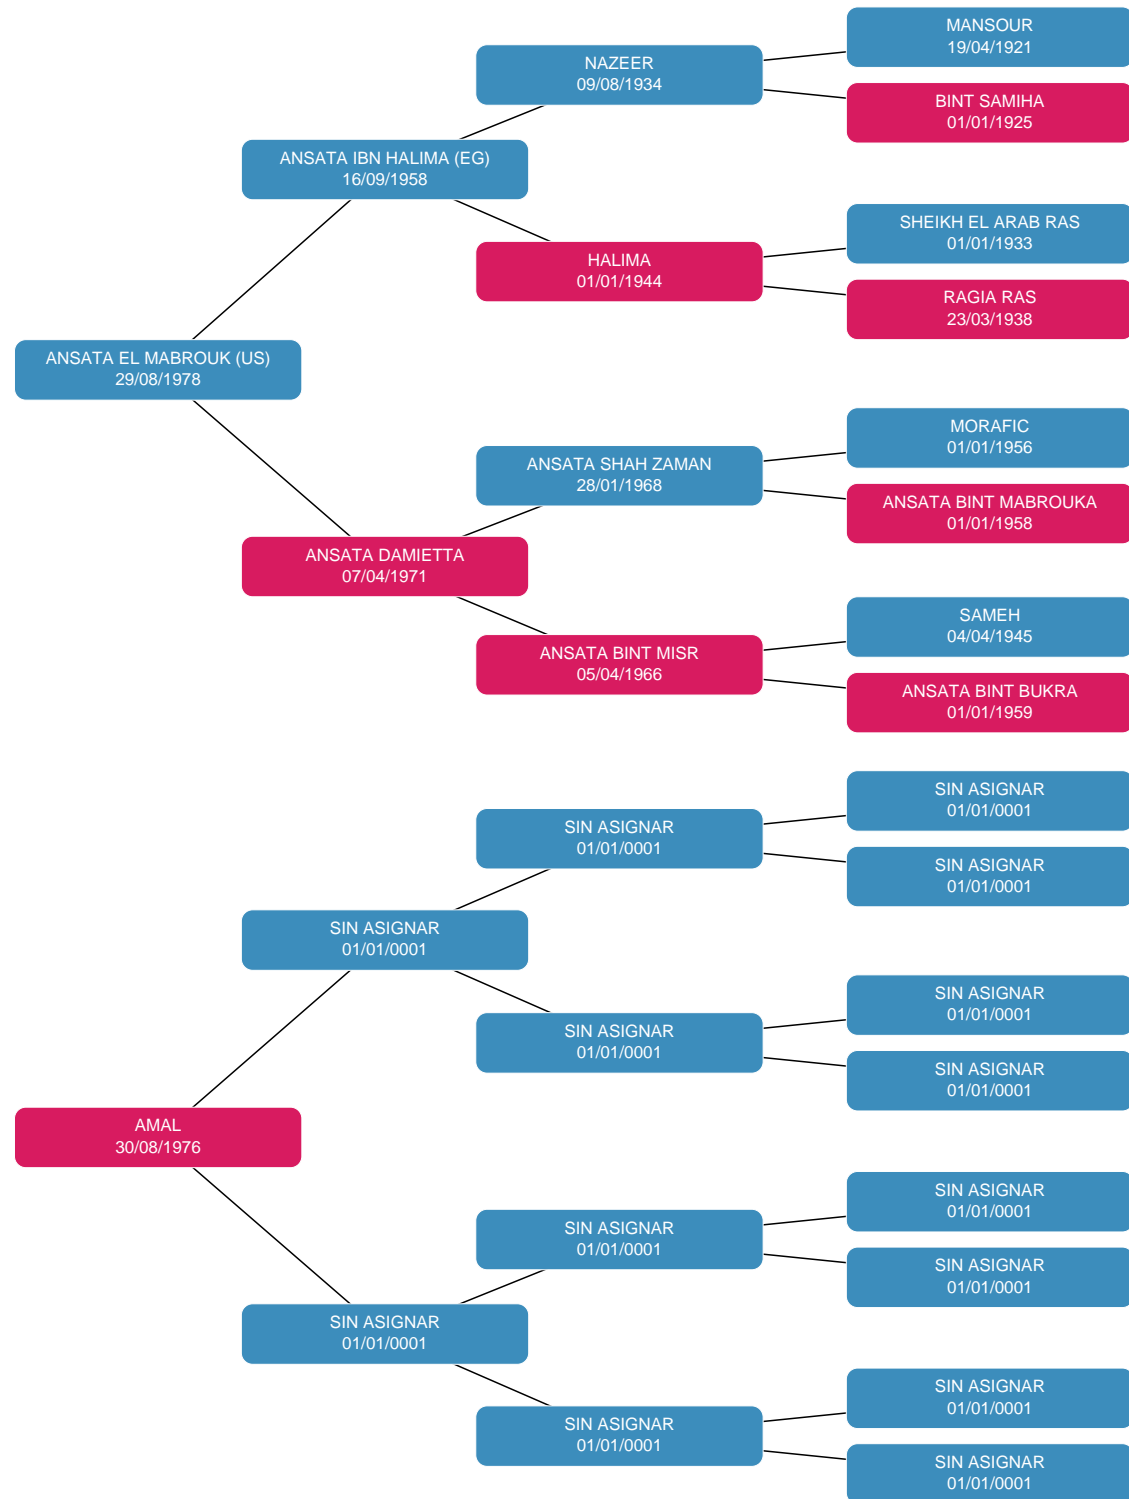 MANSOUR
19/04/1921
NAZEER
09/08/1934
BINT SAMIHA
01/01/1925
ANSATA IBN HALIMA (EG)
16/09/1958
SHEIKH EL ARAB RAS
01/01/1933
HALIMA
01/01/1944
RAGIA RAS
23/03/1938
ANSATA EL MABROUK (US)
29/08/1978
MORAFIC
01/01/1956
ANSATA SHAH ZAMAN
28/01/1968
ANSATA BINT MABROUKA
01/01/1958
ANSATA DAMIETTA
07/04/1971
SAMEH
04/04/1945
ANSATA BINT MISR
05/04/1966
ANSATA BINT BUKRA
01/01/1959
SIN ASIGNAR
01/01/0001
SIN ASIGNAR
01/01/0001
SIN ASIGNAR
01/01/0001
SIN ASIGNAR
01/01/0001
SIN ASIGNAR
01/01/0001
SIN ASIGNAR
01/01/0001
SIN ASIGNAR
01/01/0001
AMAL
30/08/1976
SIN ASIGNAR
01/01/0001
SIN ASIGNAR
01/01/0001
SIN ASIGNAR
01/01/0001
SIN ASIGNAR
01/01/0001
SIN ASIGNAR
01/01/0001
SIN ASIGNAR
01/01/0001
SIN ASIGNAR
01/01/0001